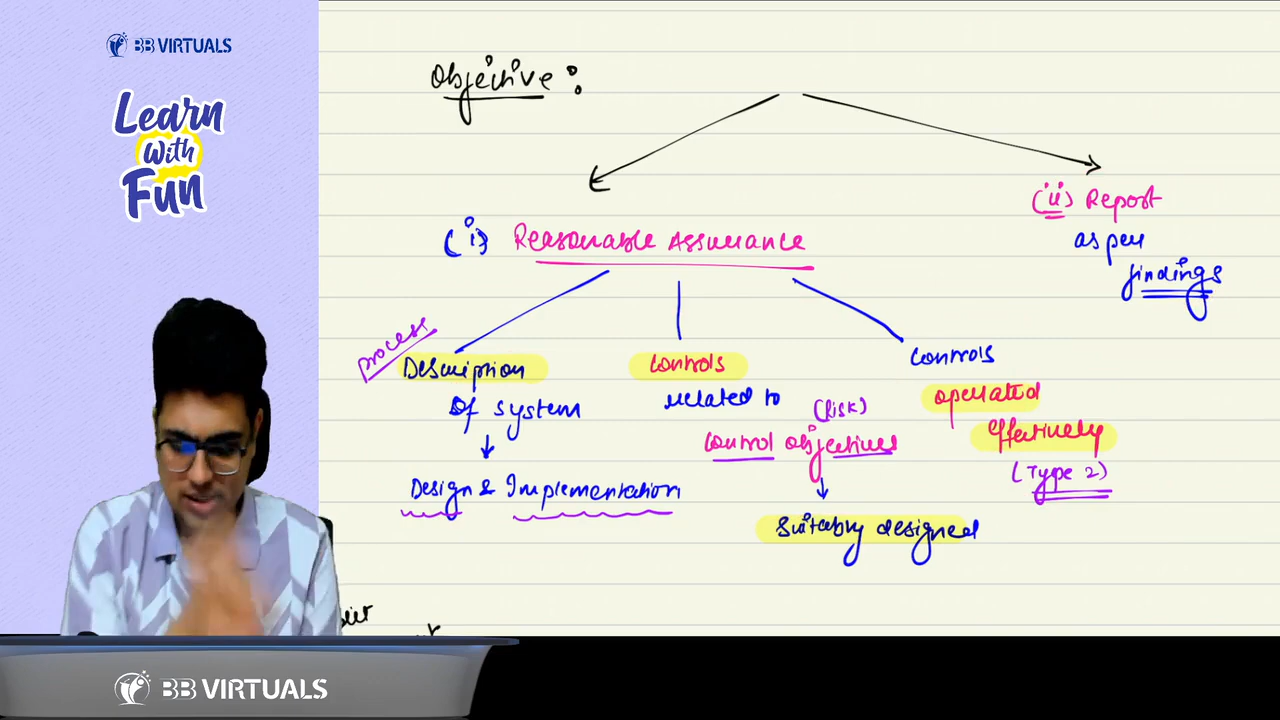 BB VIRTUALS
Learn
With
Fun
Objective :
(i) Reasonable Assurance
(ii) Report
as per
findings
process
Description
Of system
Design & Implementation
Controls
related to
(Risk)
Control objectives
Suitably designed
Controls
operated
effectively
(Type 2)
BB VIRTUALS